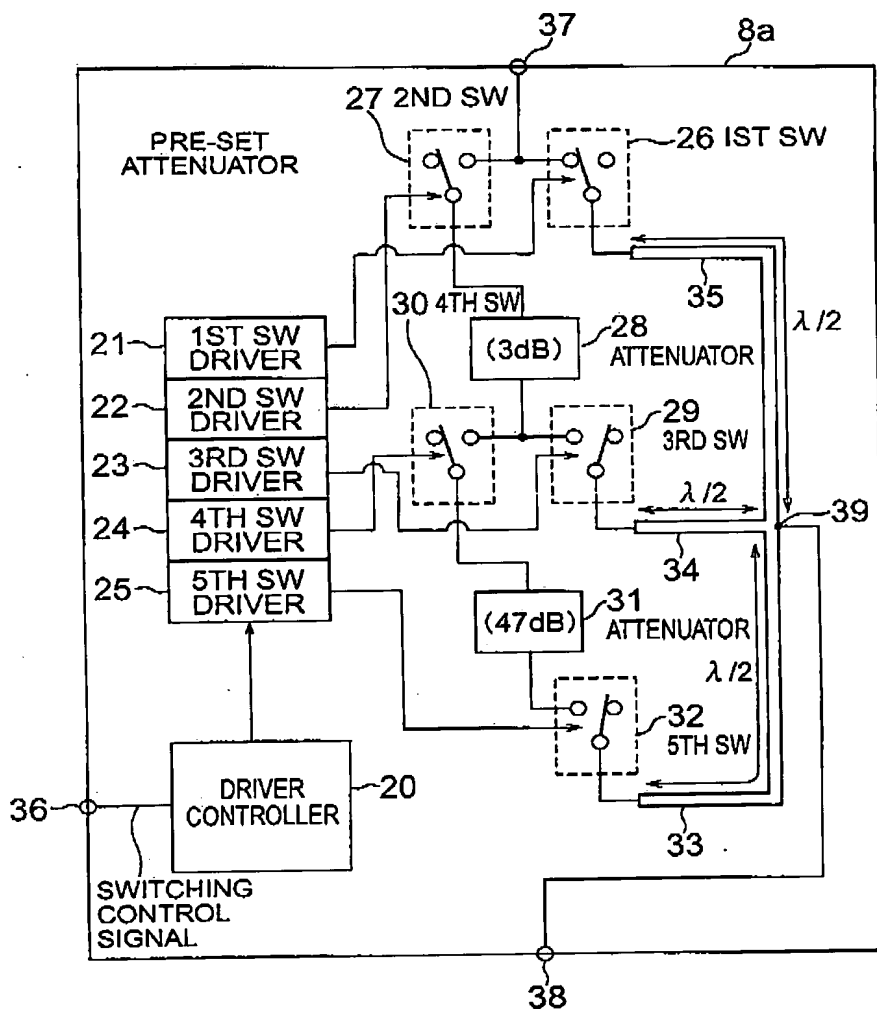 37
8a
27 2ND SW
26 IST SW
PRE-SET
ATTENUATOR
35
30 4TH SW
λ/2
21
1ST SW
DRIVER
(3dB)
28
ATTENUATOR
22
2ND SW
DRIVER
29
3RD SW
23
3RD SW
DRIVER
λ/2
39
24
4TH SW
DRIVER
34
25
5TH SW
DRIVER
(47dB)
31
ATTENUATOR
λ/2
32
5TH SW
36
DRIVER
CONTROLLER
20
33
SWITCHING
CONTROL
SIGNAL
38